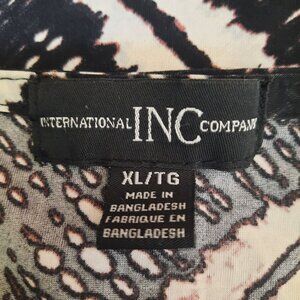 INTERNATIONAL INC COMPANY
XL/TG
MADE IN
BANGLADESH
FABRIQUE EN
BANGLADESH